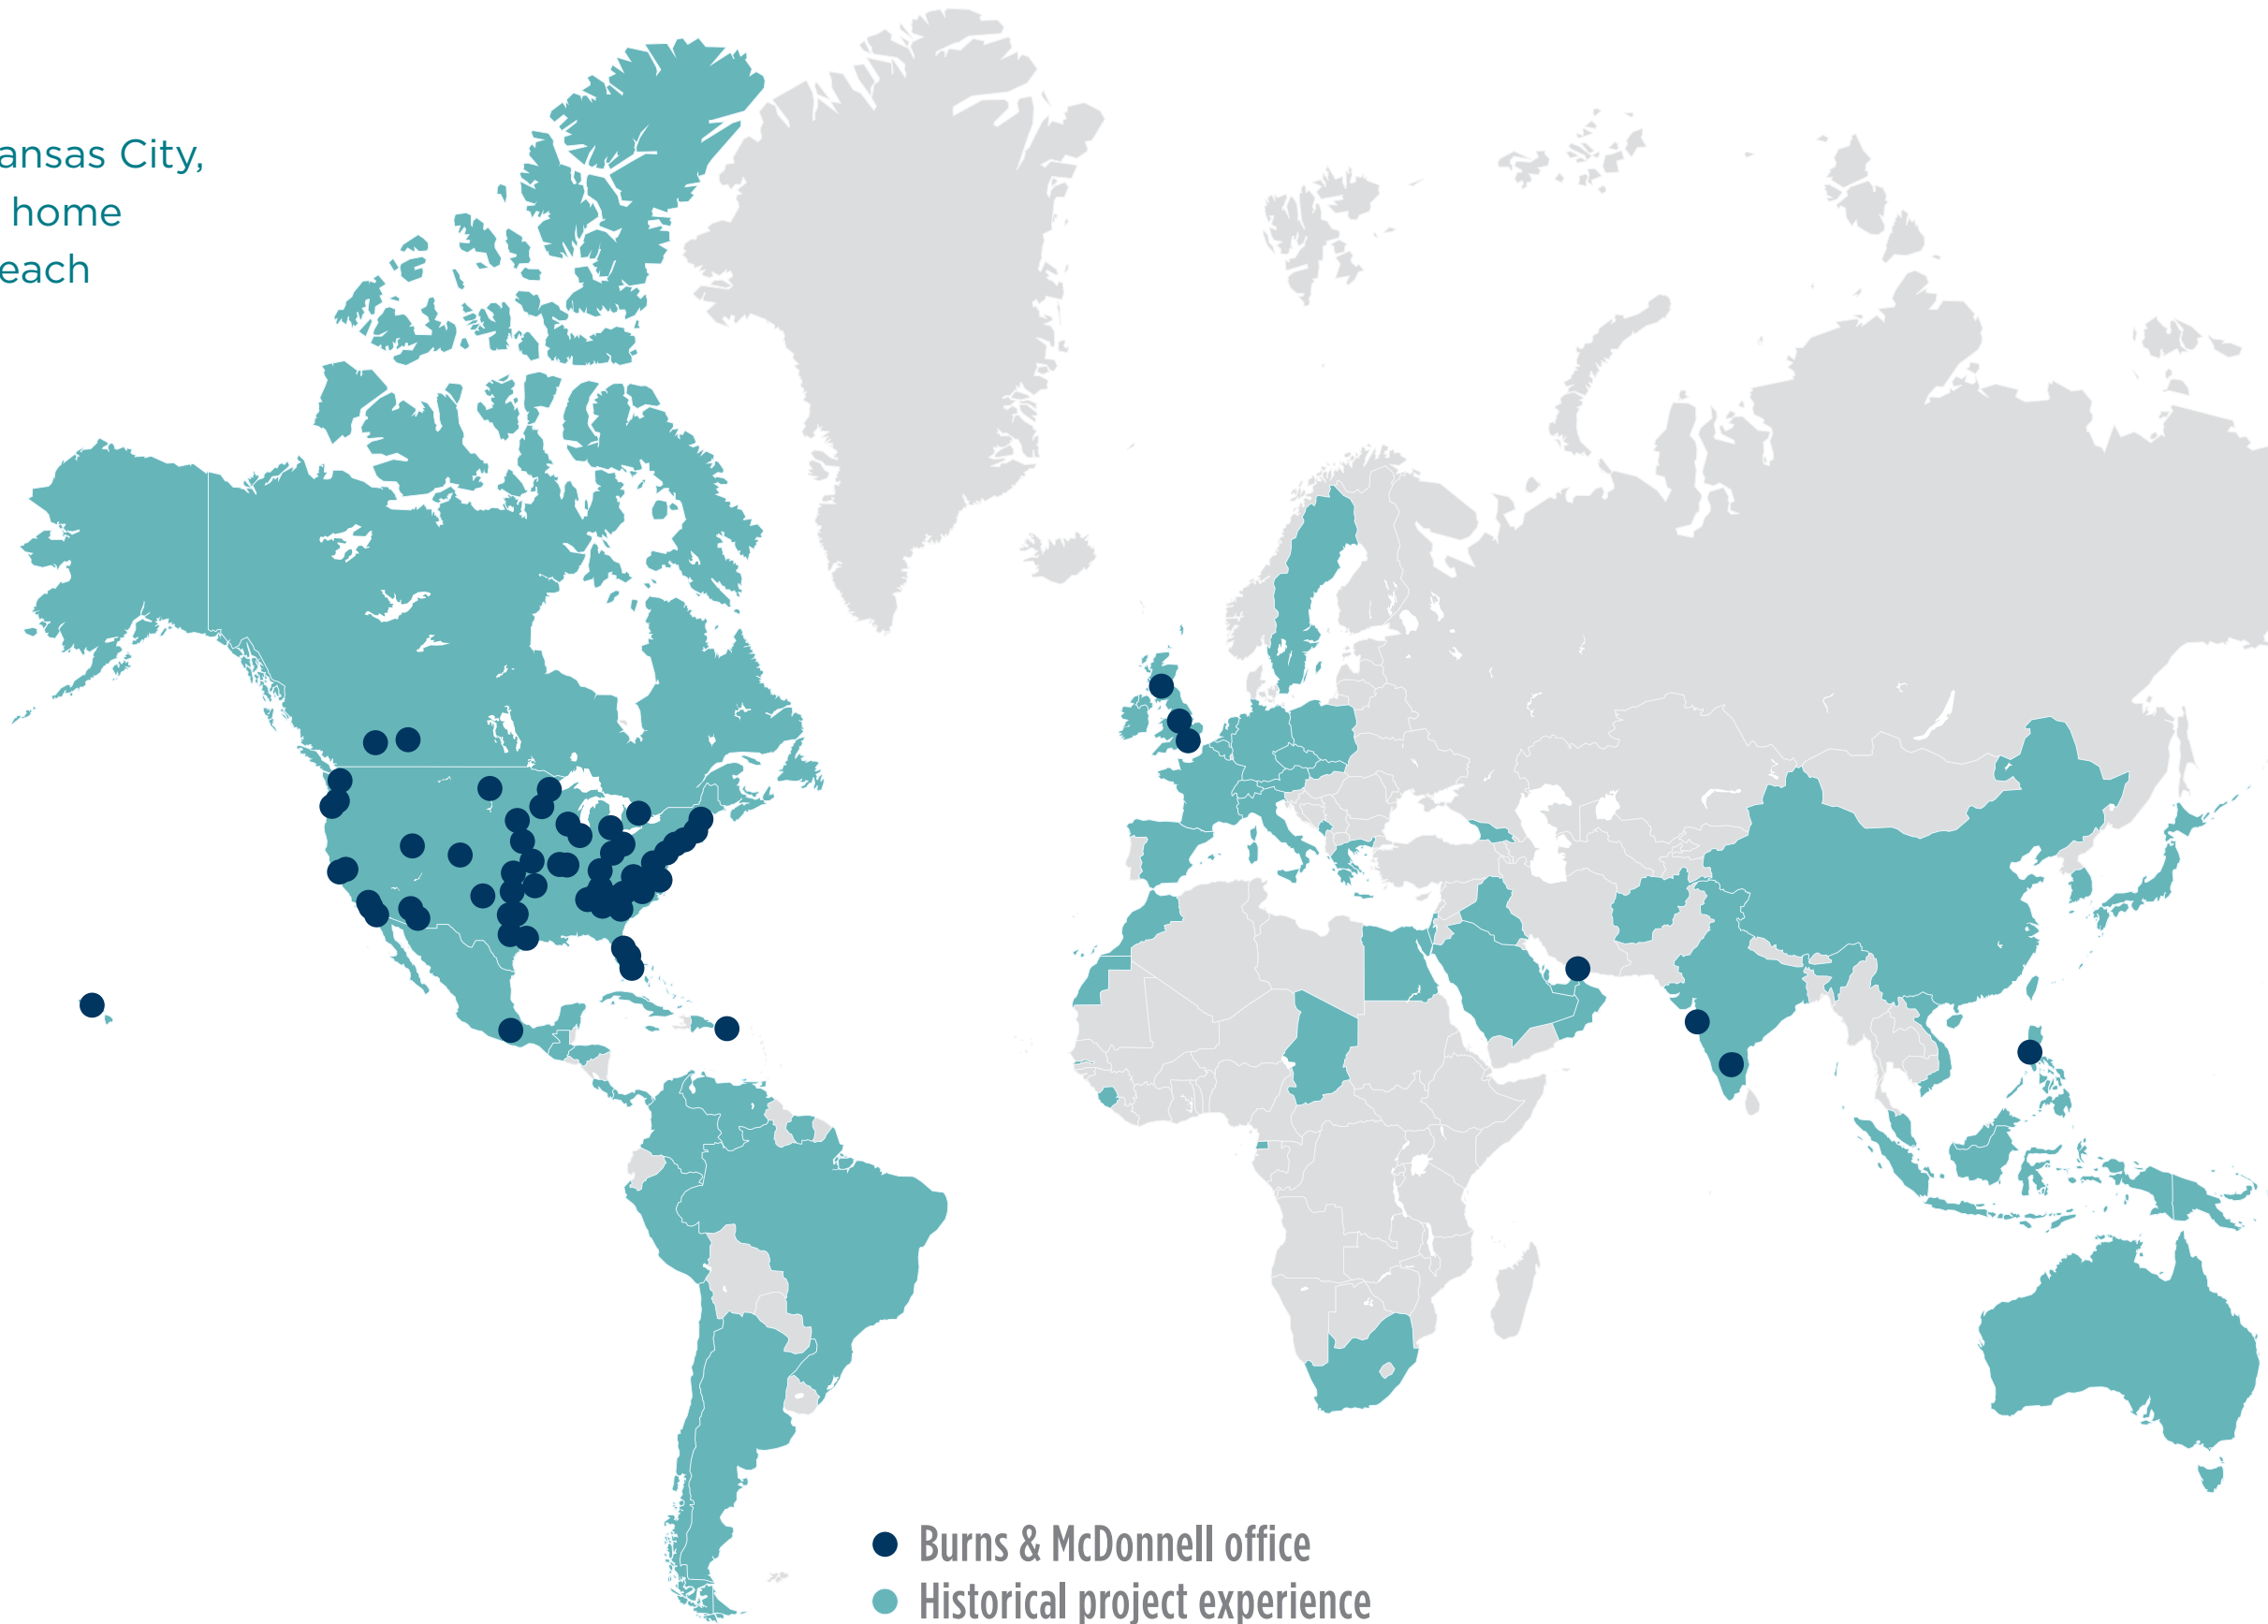 ansas City,
home
each
Burns & McDonnell office
Historical project experience